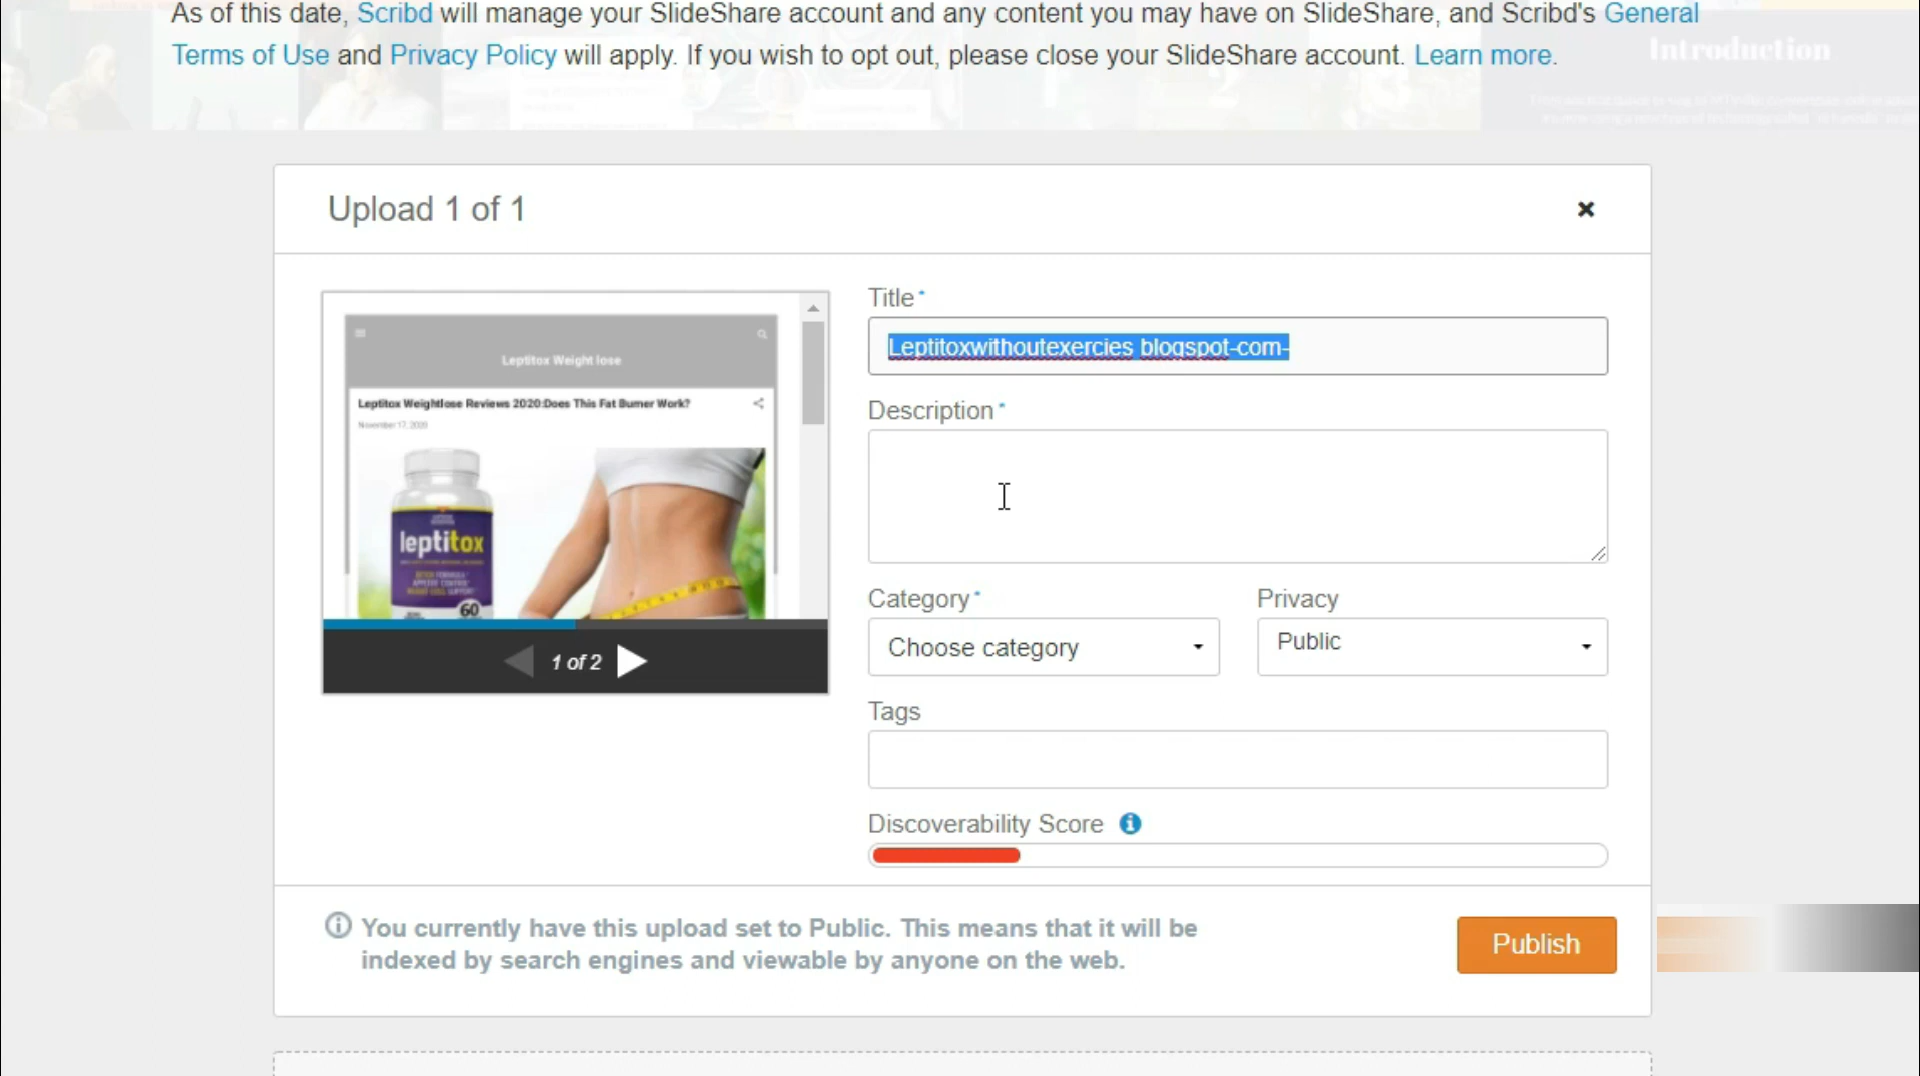 As of this date, Scribd will manage your SlideShare account and any content you may have on SlideShare, and Scribd's General
Terms of Use and Privacy Policy will apply. If you wish to opt out, please close your SlideShare account. Learn more.
Introduction
Upload 1 of 1
Title *
Leptitoxwithoutexercies blogspot-com-
Leptitox Weight lose
Leptitox Weightlose Reviews 2020:Does This Fat Burner Work?
November 17, 2020
leptitox
60
1 of 2
Description *
Category *
Privacy
Choose category
Public
Tags
Discoverability Score
You currently have this upload set to Public. This means that it will be
indexed by search engines and viewable by anyone on the web.
Publish